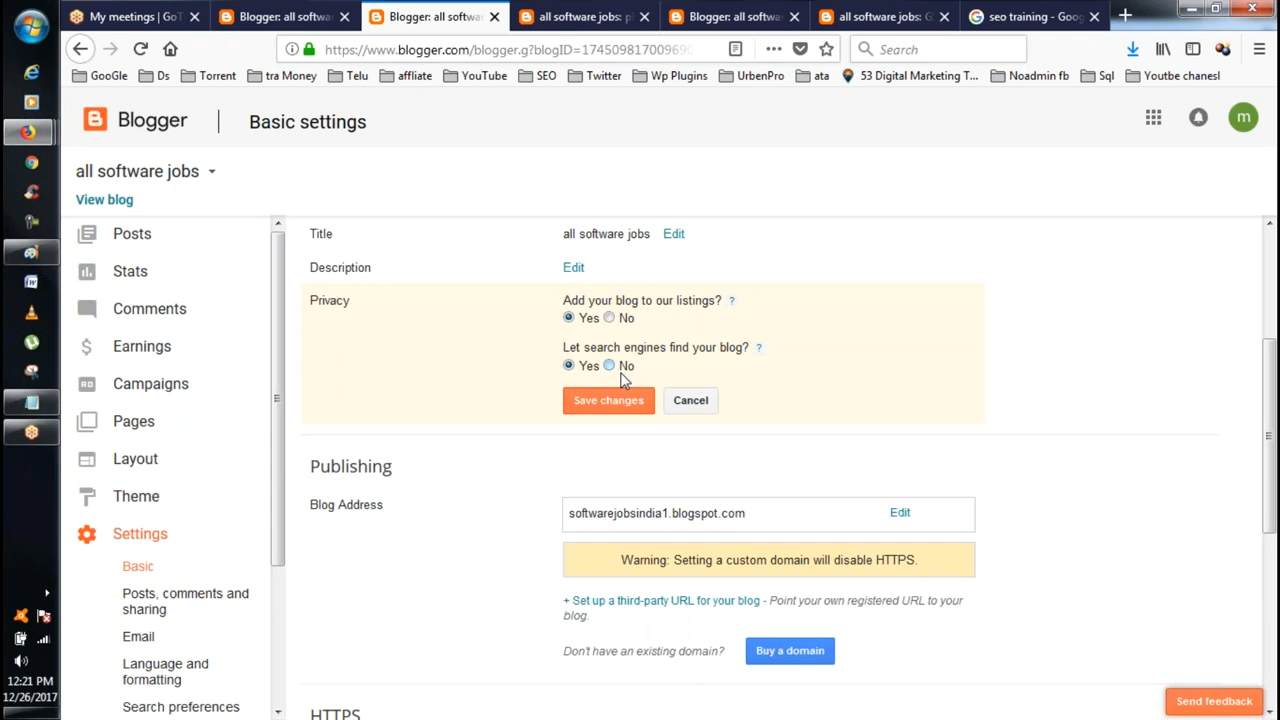 My meetings | GoT
Blogger: all softwa
Blogger: all softwa
all software jobs: p
Blogger: all softwa
all software jobs: G
seo training - Goog
https://www.blogger.com/blogger.g?blogID=1745098170096
Search
GooGle
Ds
Torrent
tra Money
Telu
affliate
YouTube
SEO
Twitter
Wp Plugins
UrbenPro
ata
53 Digital Marketing T...
Noadmin fb
Sql
Youtbe chanesl
Blogger
Basic settings
m
all software jobs
View blog
Posts
Stats
Comments
Earnings
Campaigns
Pages
Layout
Theme
Settings
Basic
Posts, comments and
sharing
Email
Language and
formatting
Search preferences
Title
all software jobs Edit
Description
Edit
Privacy
Add your blog to our listings? ?
Yes No
Let search engines find your blog? ?
Yes No
Save changes
Cancel
Publishing
Blog Address
softwarejobsindia1.blogspot.com
Edit
Warning: Setting a custom domain will disable HTTPS.
+ Set up a third-party URL for your blog - Point your own registered URL to your
blog.
Don't have an existing domain?
Buy a domain
HTTPS
Send feedback
12:21 PM
12/26/2017